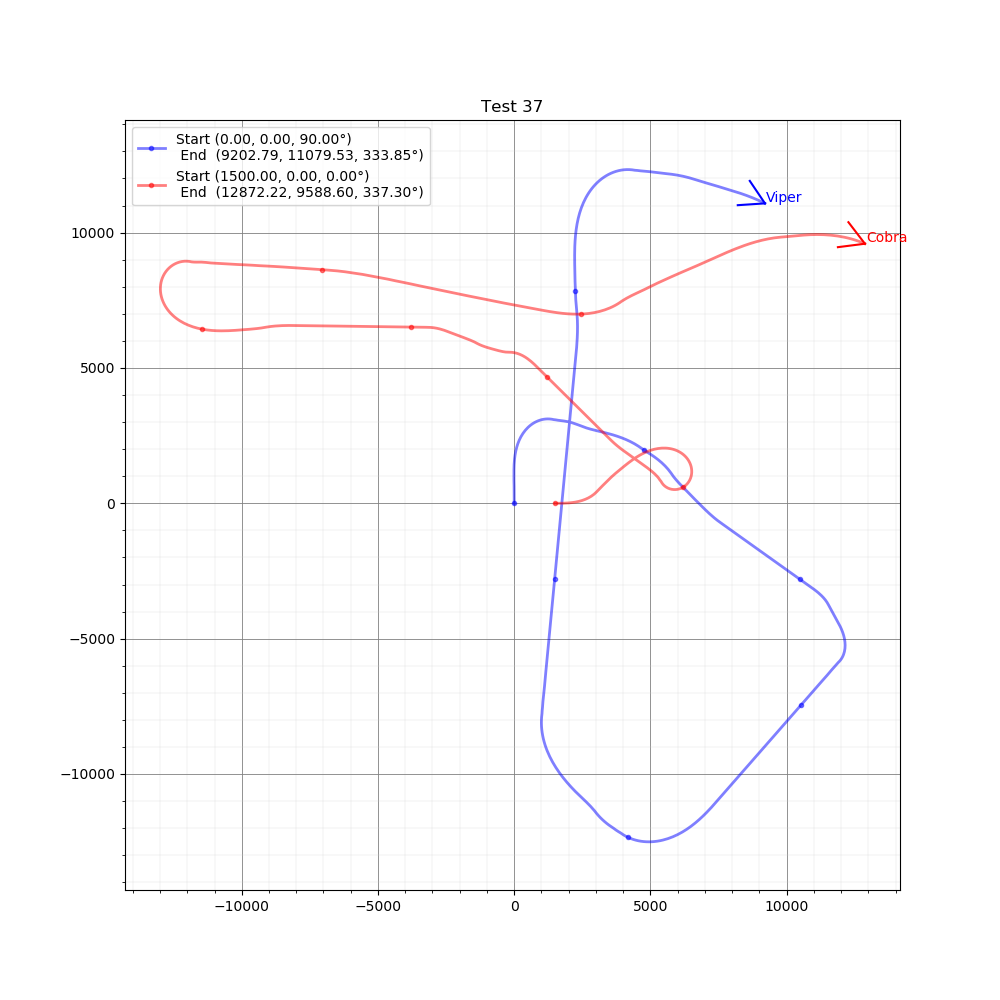 Test 37
Start (0.00, 0.00, 90.00°)
End (9202.79, 11079.53, 333.85°)
Start (1500.00, 0.00, 0.00°)
End (12872.22, 9588.60, 337.30°)
Viper
Cobra
10000
5000
0
−5000
−10000
−10000
−5000
0
5000
10000